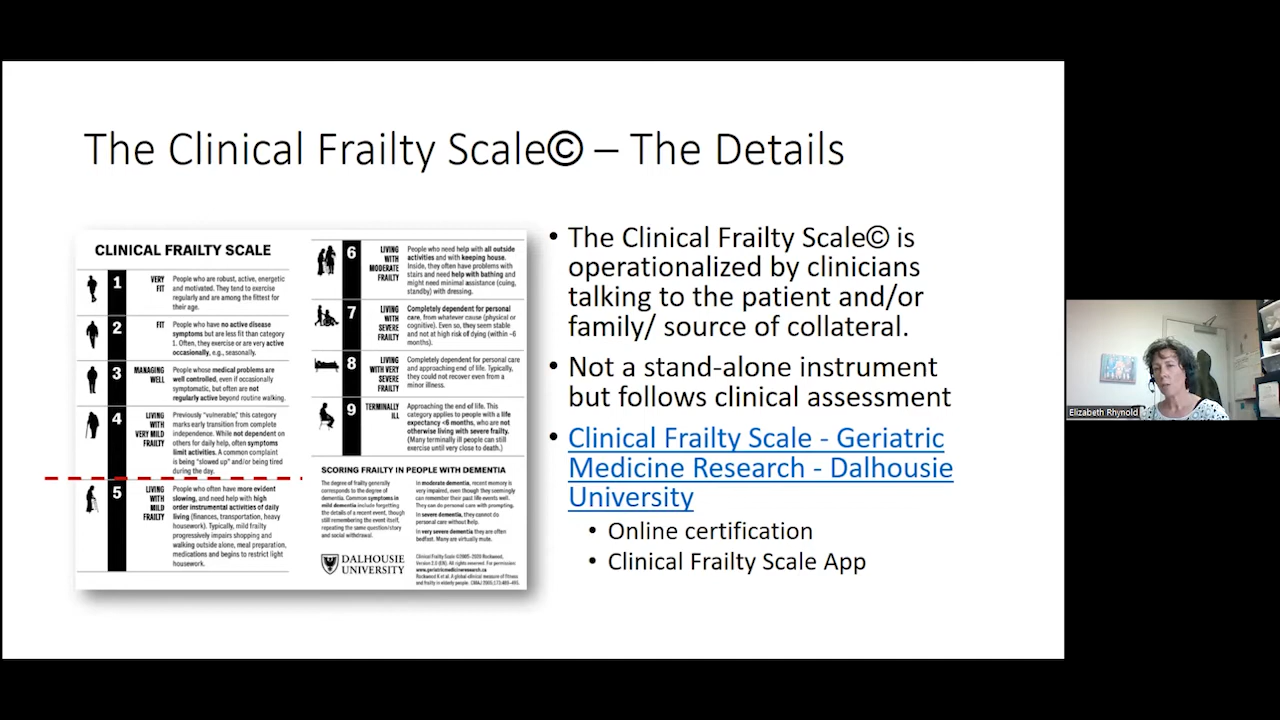 The Clinical Frailty Scale© – The Details
CLINICAL FRAILTY SCALE
1
VERY
FIT
People who are robust, active, energetic
and motivated. They tend to exercise
regularly and are among the fittest for
their age.
2
FIT
People who have no active disease
symptoms but are less fit than category
1. Often, they exercise or are very active
occasionally, e.g., seasonally.
3
MANAGING
WELL
People whose medical problems are
well controlled, even if occasionally
symptomatic, but often are not
regularly active beyond routine walking.
4
LIVING
WITH
VERY MILD
FRAILTY
Previously "vulnerable," this category
marks early transition from complete
independence. While not dependent on
others for daily help, often symptoms
limit activities. A common complaint
is being "slowed up" and/or being tired
during the day.
5
LIVING
WITH
MILD
FRAILTY
People who often have more evident
slowing, and need help with high
order instrumental activities of daily
living (finances, transportation, heavy
housework). Typically, mild frailty
progressively impairs shopping and
walking outside alone, meal preparation,
medications and begins to restrict light
housework.
6
LIVING
WITH
MODERATE
FRAILTY
People who need help with all outside
activities and with keeping house.
Inside, they often have problems with
stairs and need help with bathing and
might need minimal assistance (cuing,
standby) with dressing.
7
LIVING
WITH
SEVERE
FRAILTY
Completely dependent for personal
care, from whatever cause (physical or
cognitive). Even so, they seem stable
and not at high risk of dying (within ~6
months).
8
LIVING
WITH VERY
SEVERE
FRAILTY
Completely dependent for personal care
and approaching end of life. Typically,
they could not recover even from a
minor illness.
9
TERMINALLY
ILL
Approaching the end of life. This
category applies to people with a life
expectancy <6 months, who are not
otherwise living with severe frailty.
(Many terminally ill people can still
exercise until very close to death.)
SCORING FRAILTY IN PEOPLE WITH DEMENTIA
The degree of frailty generally
corresponds to the degree of
dementia. Common symptoms in
mild dementia include forgetting
the details of a recent event, though
still remembering the event itself,
repeating the same question/story
and social withdrawal.
In moderate dementia, recent memory is
very impaired, even though they seemingly
can remember their past life events well.
They can do personal care with prompting.
In severe dementia, they cannot do
personal care without help.
In very severe dementia they are often
bedfast. Many are virtually mute.
DALHOUSIE
UNIVERSITY
Clinical Frailty Scale ©2005–2020 Rockwood,
Version 2.0 (EN). All rights reserved. For permission:
www.geriatricmedicineresearch.ca
Rockwood K et al. A global clinical measure of fitness
and frailty in elderly people. CMAJ 2005;173:489–495.
• The Clinical Frailty Scale© is
operationalized by clinicians
talking to the patient and/or
family/ source of collateral.
• Not a stand-alone instrument
but follows clinical assessment
• Clinical Frailty Scale - Geriatric
Medicine Research - Dalhousie
University
• Online certification
• Clinical Frailty Scale App
Elizabeth Rhynold